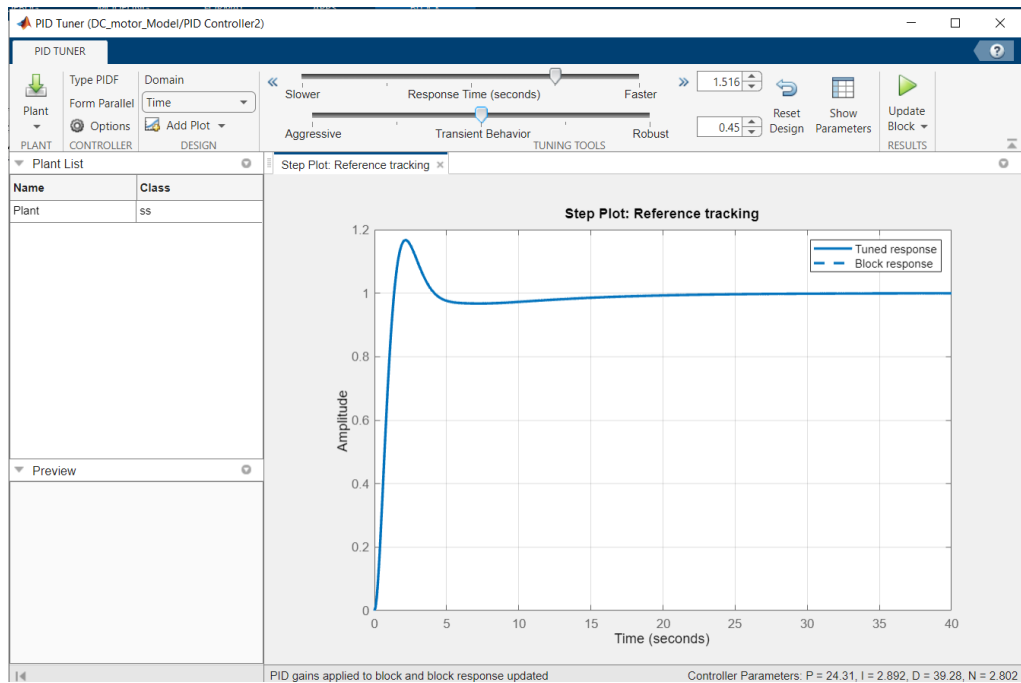 PID Tuner (DC_motor_Model/PID Controller2)
PID TUNER
Plant
PLANT
Type PIDF
Form Parallel
Options
CONTROLLER
Domain
Time
Add Plot
DESIGN
Slower Response Time (seconds) Faster
1.516
Aggressive Transient Behavior Robust
0.45
TUNING TOOLS
Reset
Design
Show
Parameters
Update
Block
RESULTS
Plant List
Name Class
Plant ss
Preview
Step Plot: Reference tracking
Step Plot: Reference tracking
Tuned response
Block response
Amplitude
1.2
1
0.8
0.6
0.4
0.2
0
0 5 10 15 20 25 30 35 40
Time (seconds)
PID gains applied to block and block response updated
Controller Parameters: P = 24.31, I = 2.892, D = 39.28, N = 2.802